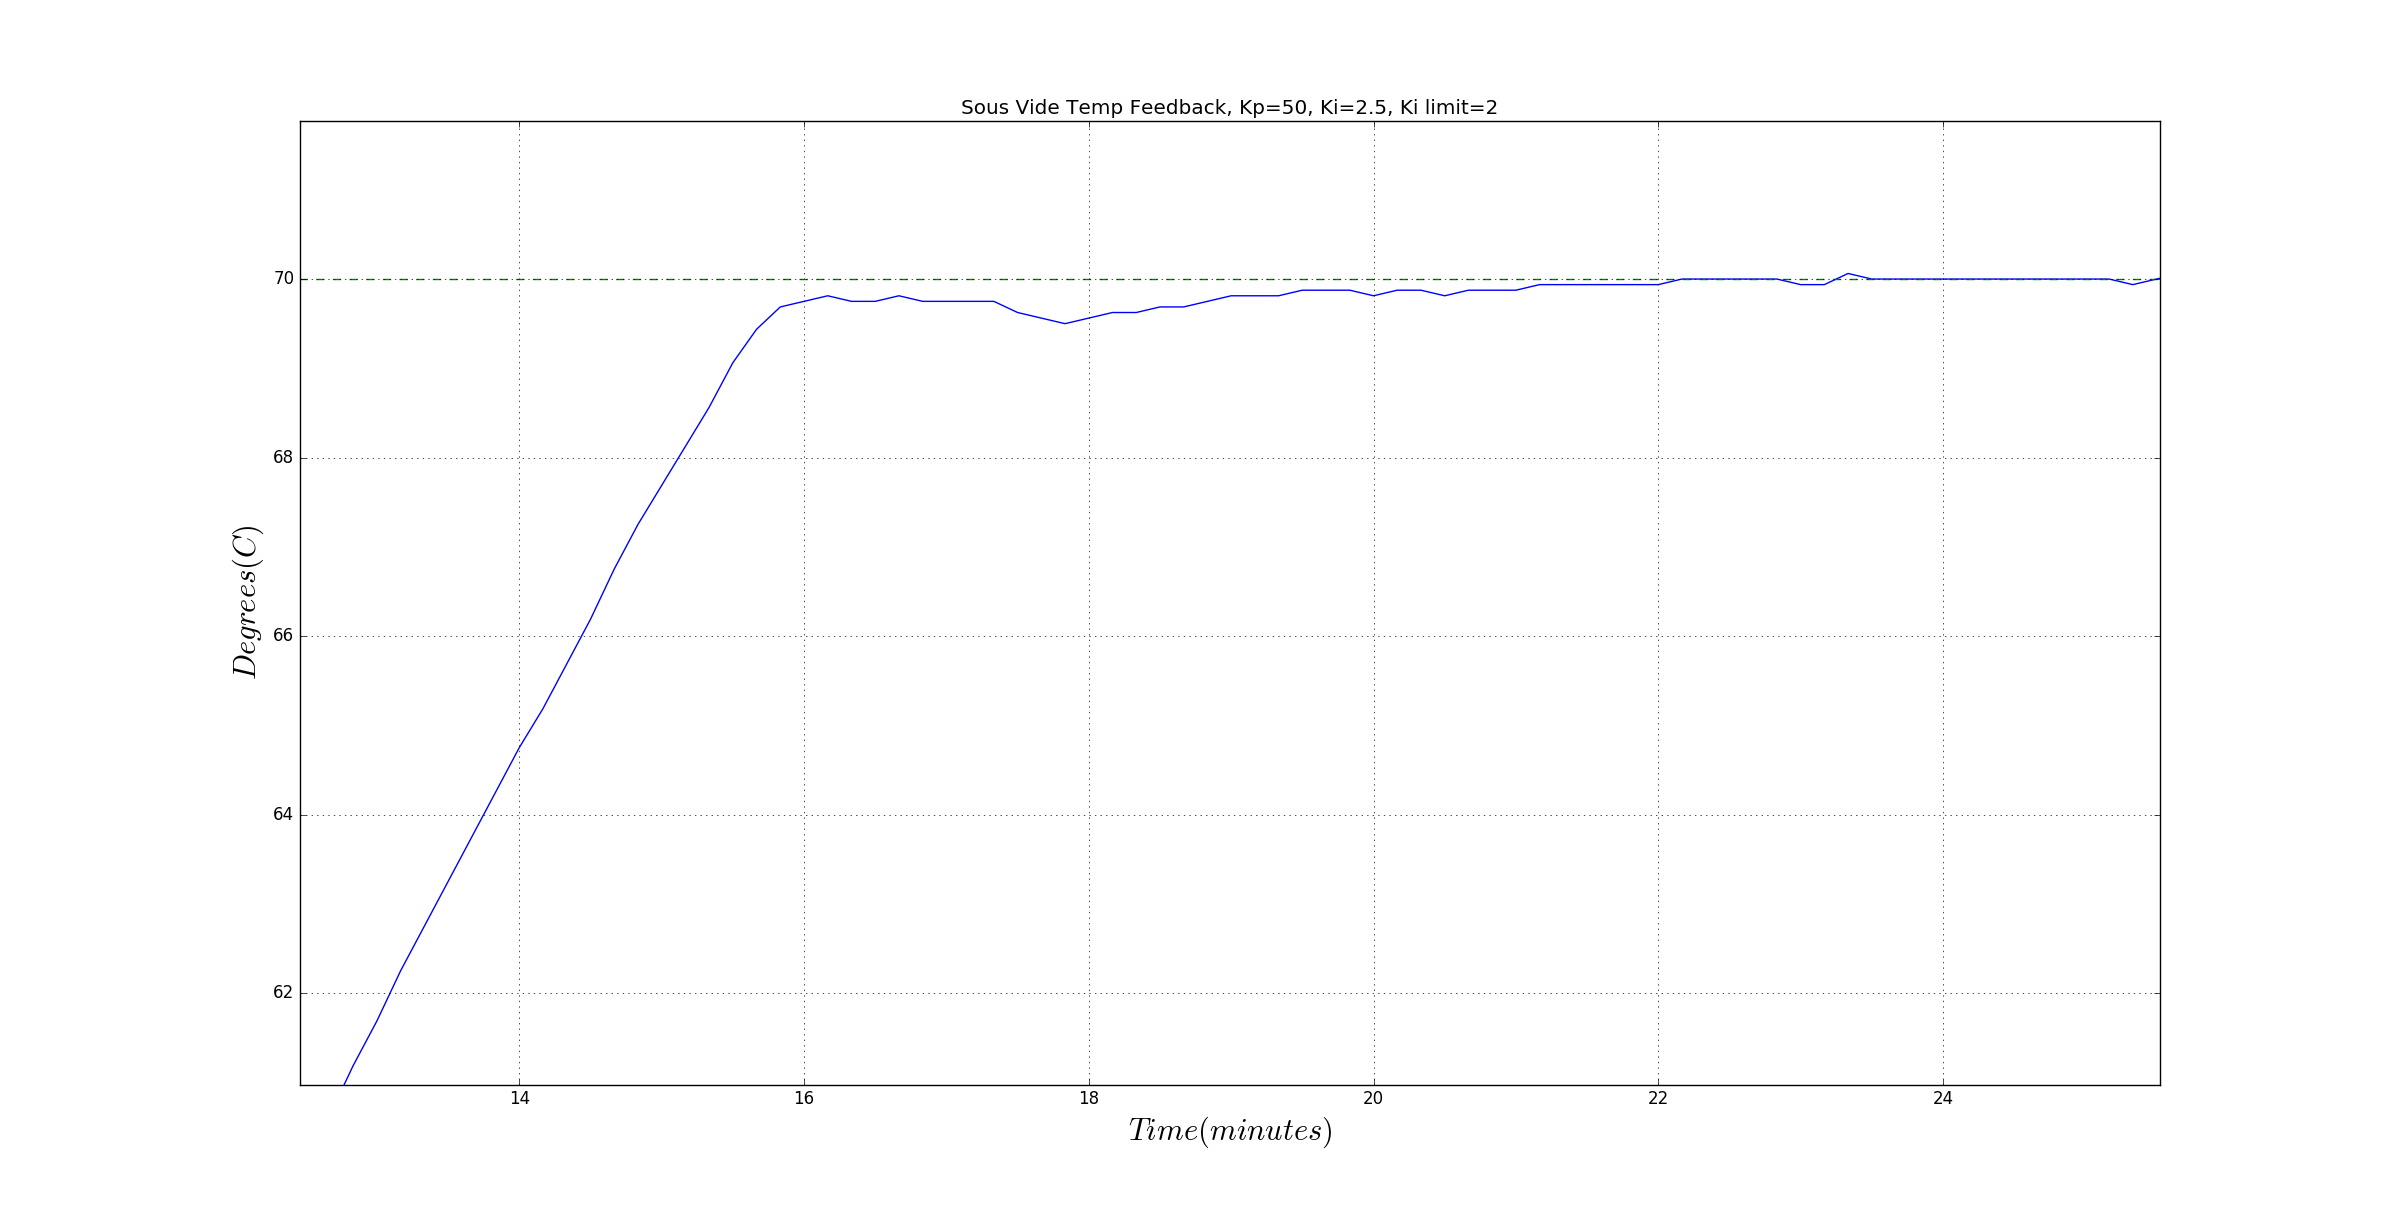 Sous Vide Temp Feedback, Kp=50, Ki=2.5, Ki limit=2
70
68
66
64
62
Degrees(C)
14 16 18 20 22 24
Time(minutes)